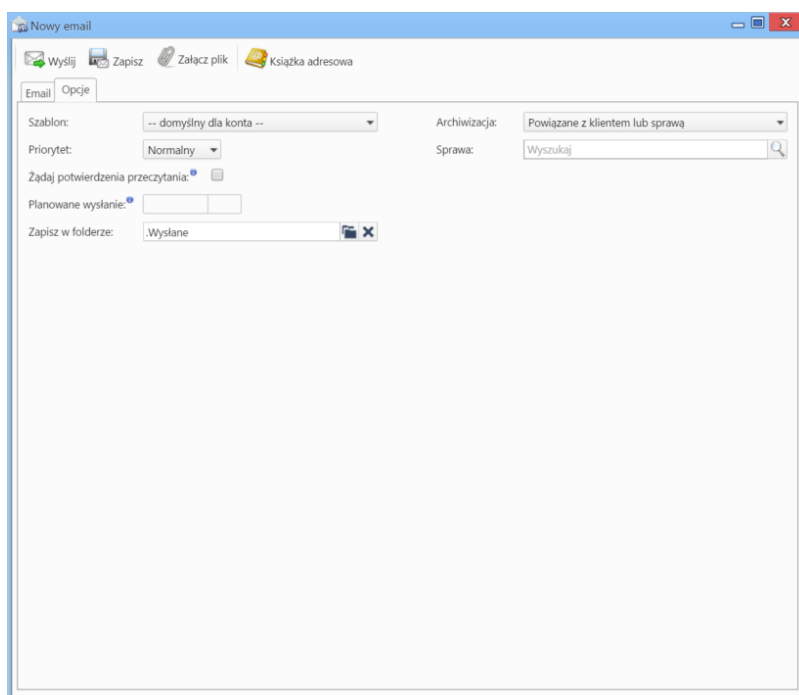 Nowy email
Wyślij Zapisz Załącz plik Książka adresowa
Email Opcje
Szablon: -- domyślny dla konta -- Archiwizacja: Powiązane z klientem lub sprawą
Priorytet: Normalny Sprawa: Wyszukaj
Żądaj potwierdzenia przeczytania:
Planowane wysłanie:
Zapisz w folderze: .Wysłane